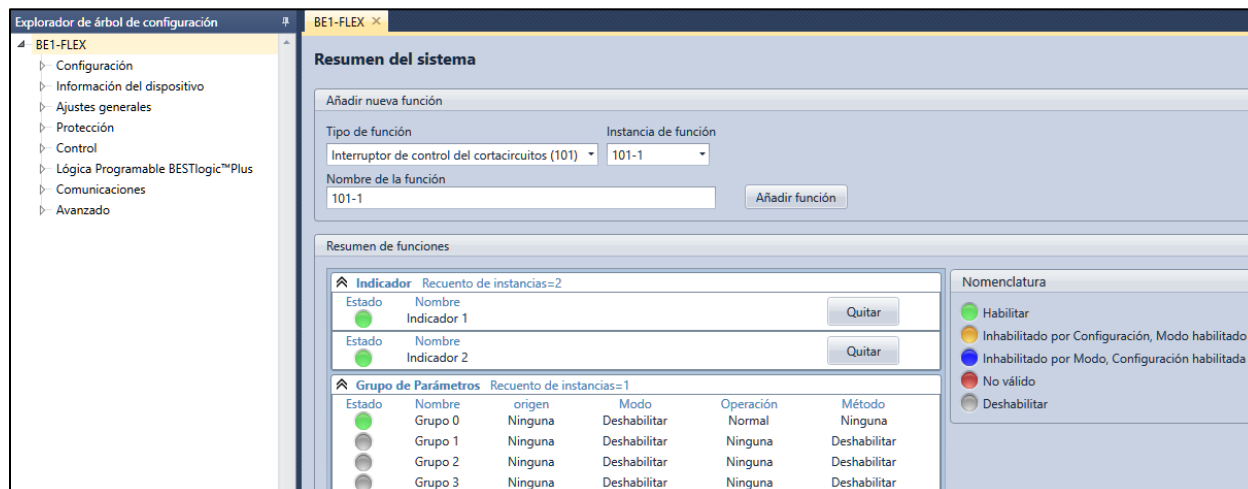 Explorador de árbol de configuración
BE1-FLEX
Configuración
Información del dispositivo
Ajustes generales
Protección
Control
Lógica Programable BESTlogic™Plus
Comunicaciones
Avanzado
BE1-FLEX ×
Resumen del sistema
Añadir nueva función
Tipo de función Instancia de función
Interruptor de control del cortacircuitos (101) 101-1
Nombre de la función
101-1 Añadir función
Resumen de funciones
Indicador Recuento de instancias=2
Estado Nombre
Indicador 1 Quitar
Estado Nombre
Indicador 2 Quitar
Grupo de Parámetros Recuento de instancias=1
Estado Nombre origen Modo Operación Método
Grupo 0 Ninguna Deshabilitar Normal Ninguna
Grupo 1 Ninguna Deshabilitar Ninguna Deshabilitar
Grupo 2 Ninguna Deshabilitar Ninguna Deshabilitar
Grupo 3 Ninguna Deshabilitar Ninguna Deshabilitar
Nomenclatura
Habilitar
Inhabilitado por Configuración, Modo habilitado
Inhabilitado por Modo, Configuración habilitada
No válido
Deshabilitar